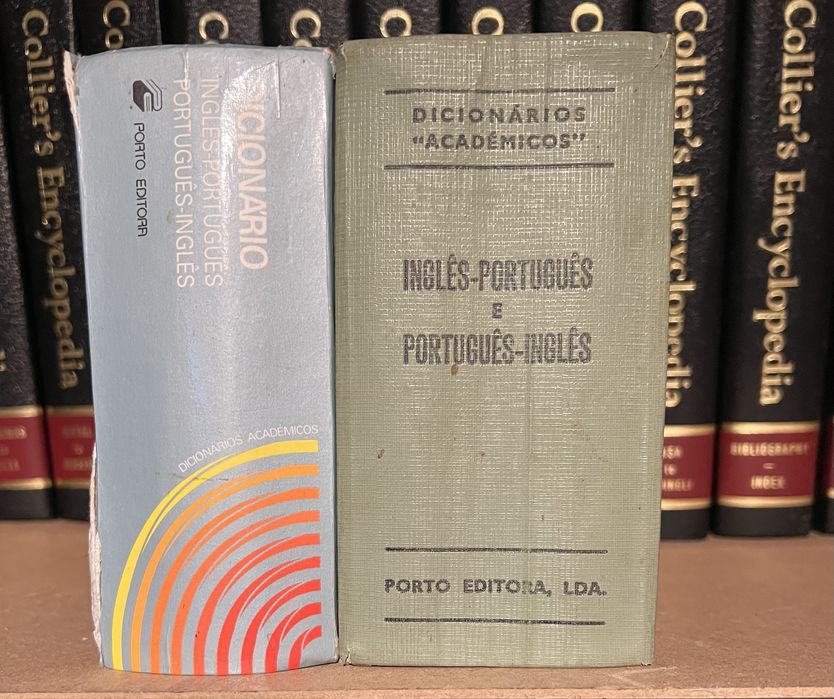 DICIONÁRIO
INGLÊS-PORTUGUÊS
PORTUGUÊS-INGLÊS
PORTO EDITORA
DICIONÁRIOS ACADÉMICOS
DICIONÁRIOS
"ACADÉMICOS"
INGLÊS-PORTUGUÊS
E
PORTUGUÊS-INGLÊS
PORTO EDITORA, LDA.
Collier's Encyclopedia
Collier's Encyclopedia
Collier's Encyclopedia
BIBLIOGRAPHY
–
INDEX